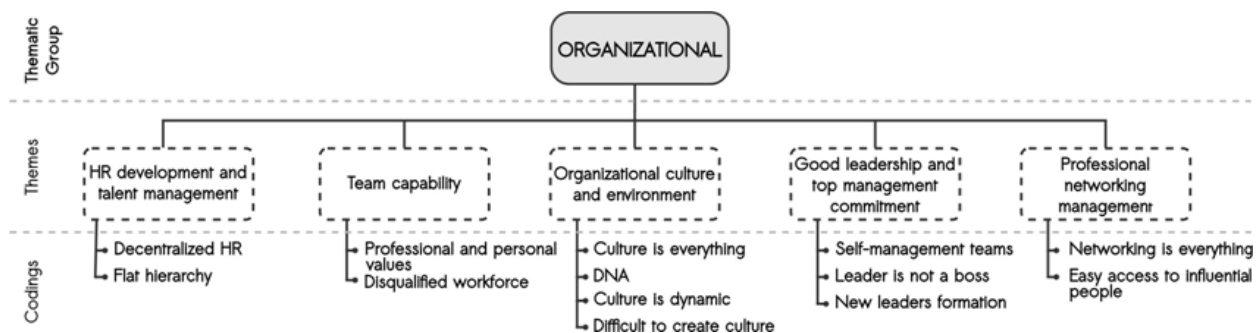 Thematic
Group
ORGANIZATIONAL
Themes
HR development and
talent management
Team capability
Organizational culture
and environment
Good leadership and
top management
commitment
Professional
networking
management
Codings
Decentralized HR
Flat hierarchy
Professional and personal
values
Disqualified workforce
Culture is everything
DNA
Culture is dynamic
Difficult to create culture
Self-management teams
Leader is not a boss
New leaders formation
Networking is everything
Easy access to influential
people